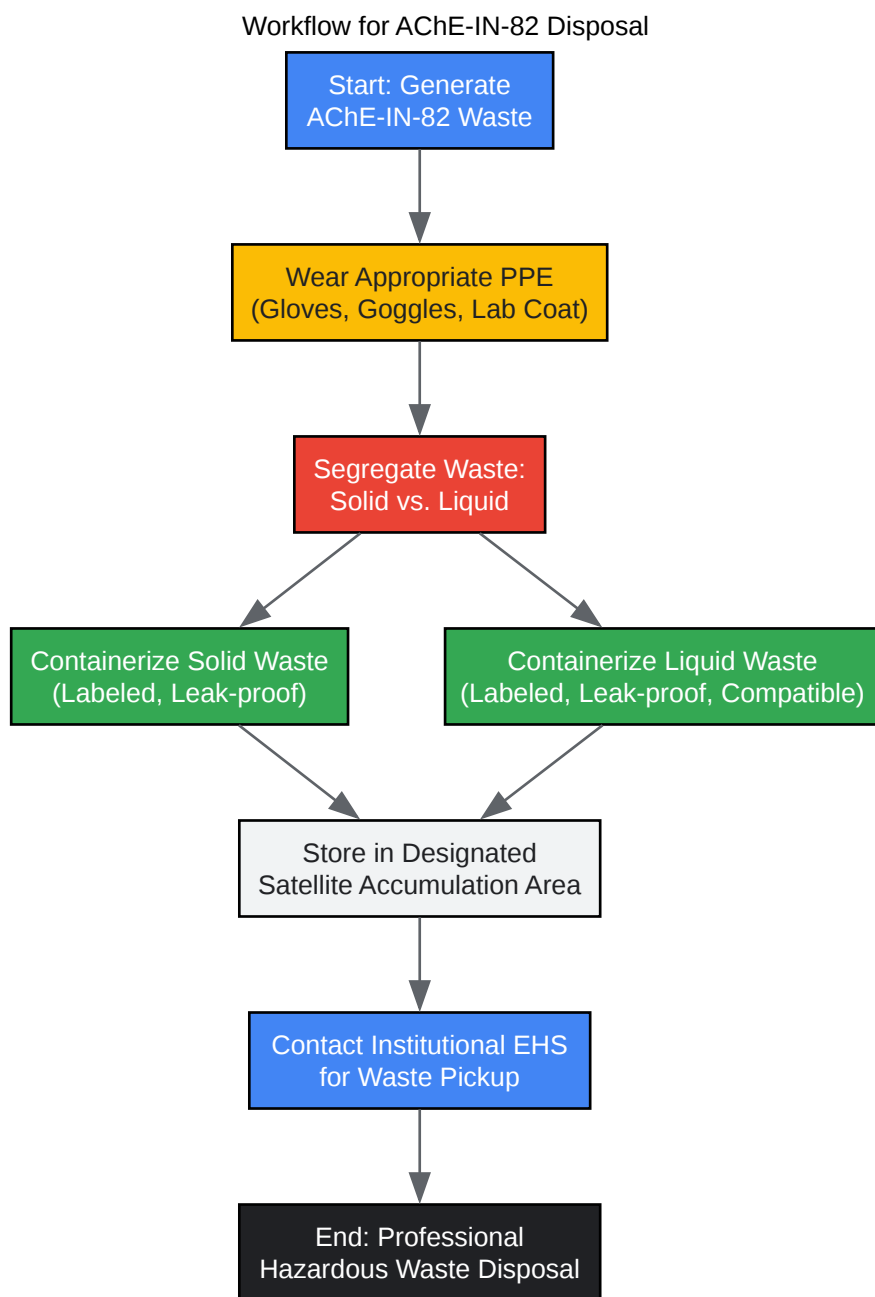 Workflow for AChE-IN-82 Disposal
Start: Generate
AChE-IN-82 Waste
Wear Appropriate PPE
(Gloves, Goggles, Lab Coat)
Segregate Waste:
Solid vs. Liquid
Containerize Solid Waste
(Labeled, Leak-proof)
Containerize Liquid Waste
(Labeled, Leak-proof, Compatible)
Store in Designated
Satellite Accumulation Area
Contact Institutional EHS
for Waste Pickup
End: Professional
Hazardous Waste Disposal